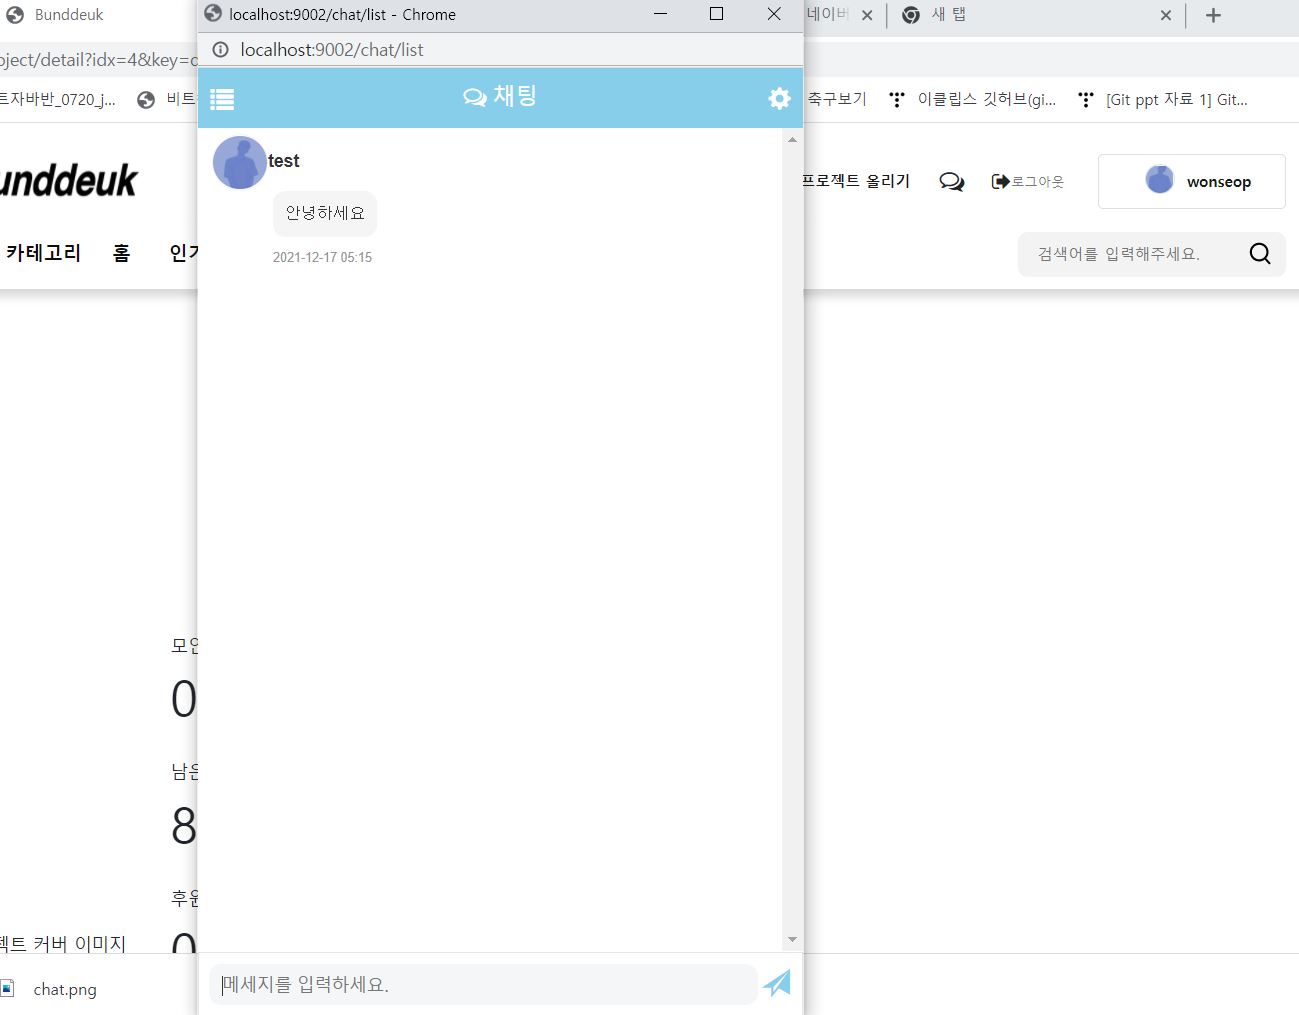 Bunddeuk
localhost:9002/chat/list - Chrome
네이버
새 탭
localhost:9002/chat/list
oject/detail?idx=4&key=
트자바반_0720_j...
비트
축구보기
이클립스 깃허브(gi...
[Git ppt 자료 1] Git...
채팅
unddeuk
test
프로젝트 올리기
로그아웃
wonseop
안녕하세요
카테고리
홈
인기
검색어를 입력해주세요.
2021-12-17 05:15
모인
0
남은
8
후원
0
젝트 커버 이미지
메세지를 입력하세요.
chat.png